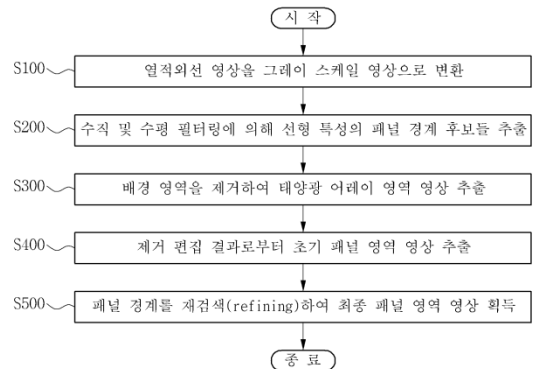 시 작
S100
열적외선 영상을 그레이 스케일 영상으로 변환
S200
수직 및 수평 필터링에 의해 선형 특성의 패널 경계 후보들 추출
S300
배경 영역을 제거하여 태양광 어레이 영역 영상 추출
S400
제거 편집 결과로부터 초기 패널 영역 영상 추출
S500
패널 경계를 재검색(refining)하여 최종 패널 영역 영상 획득
종 료